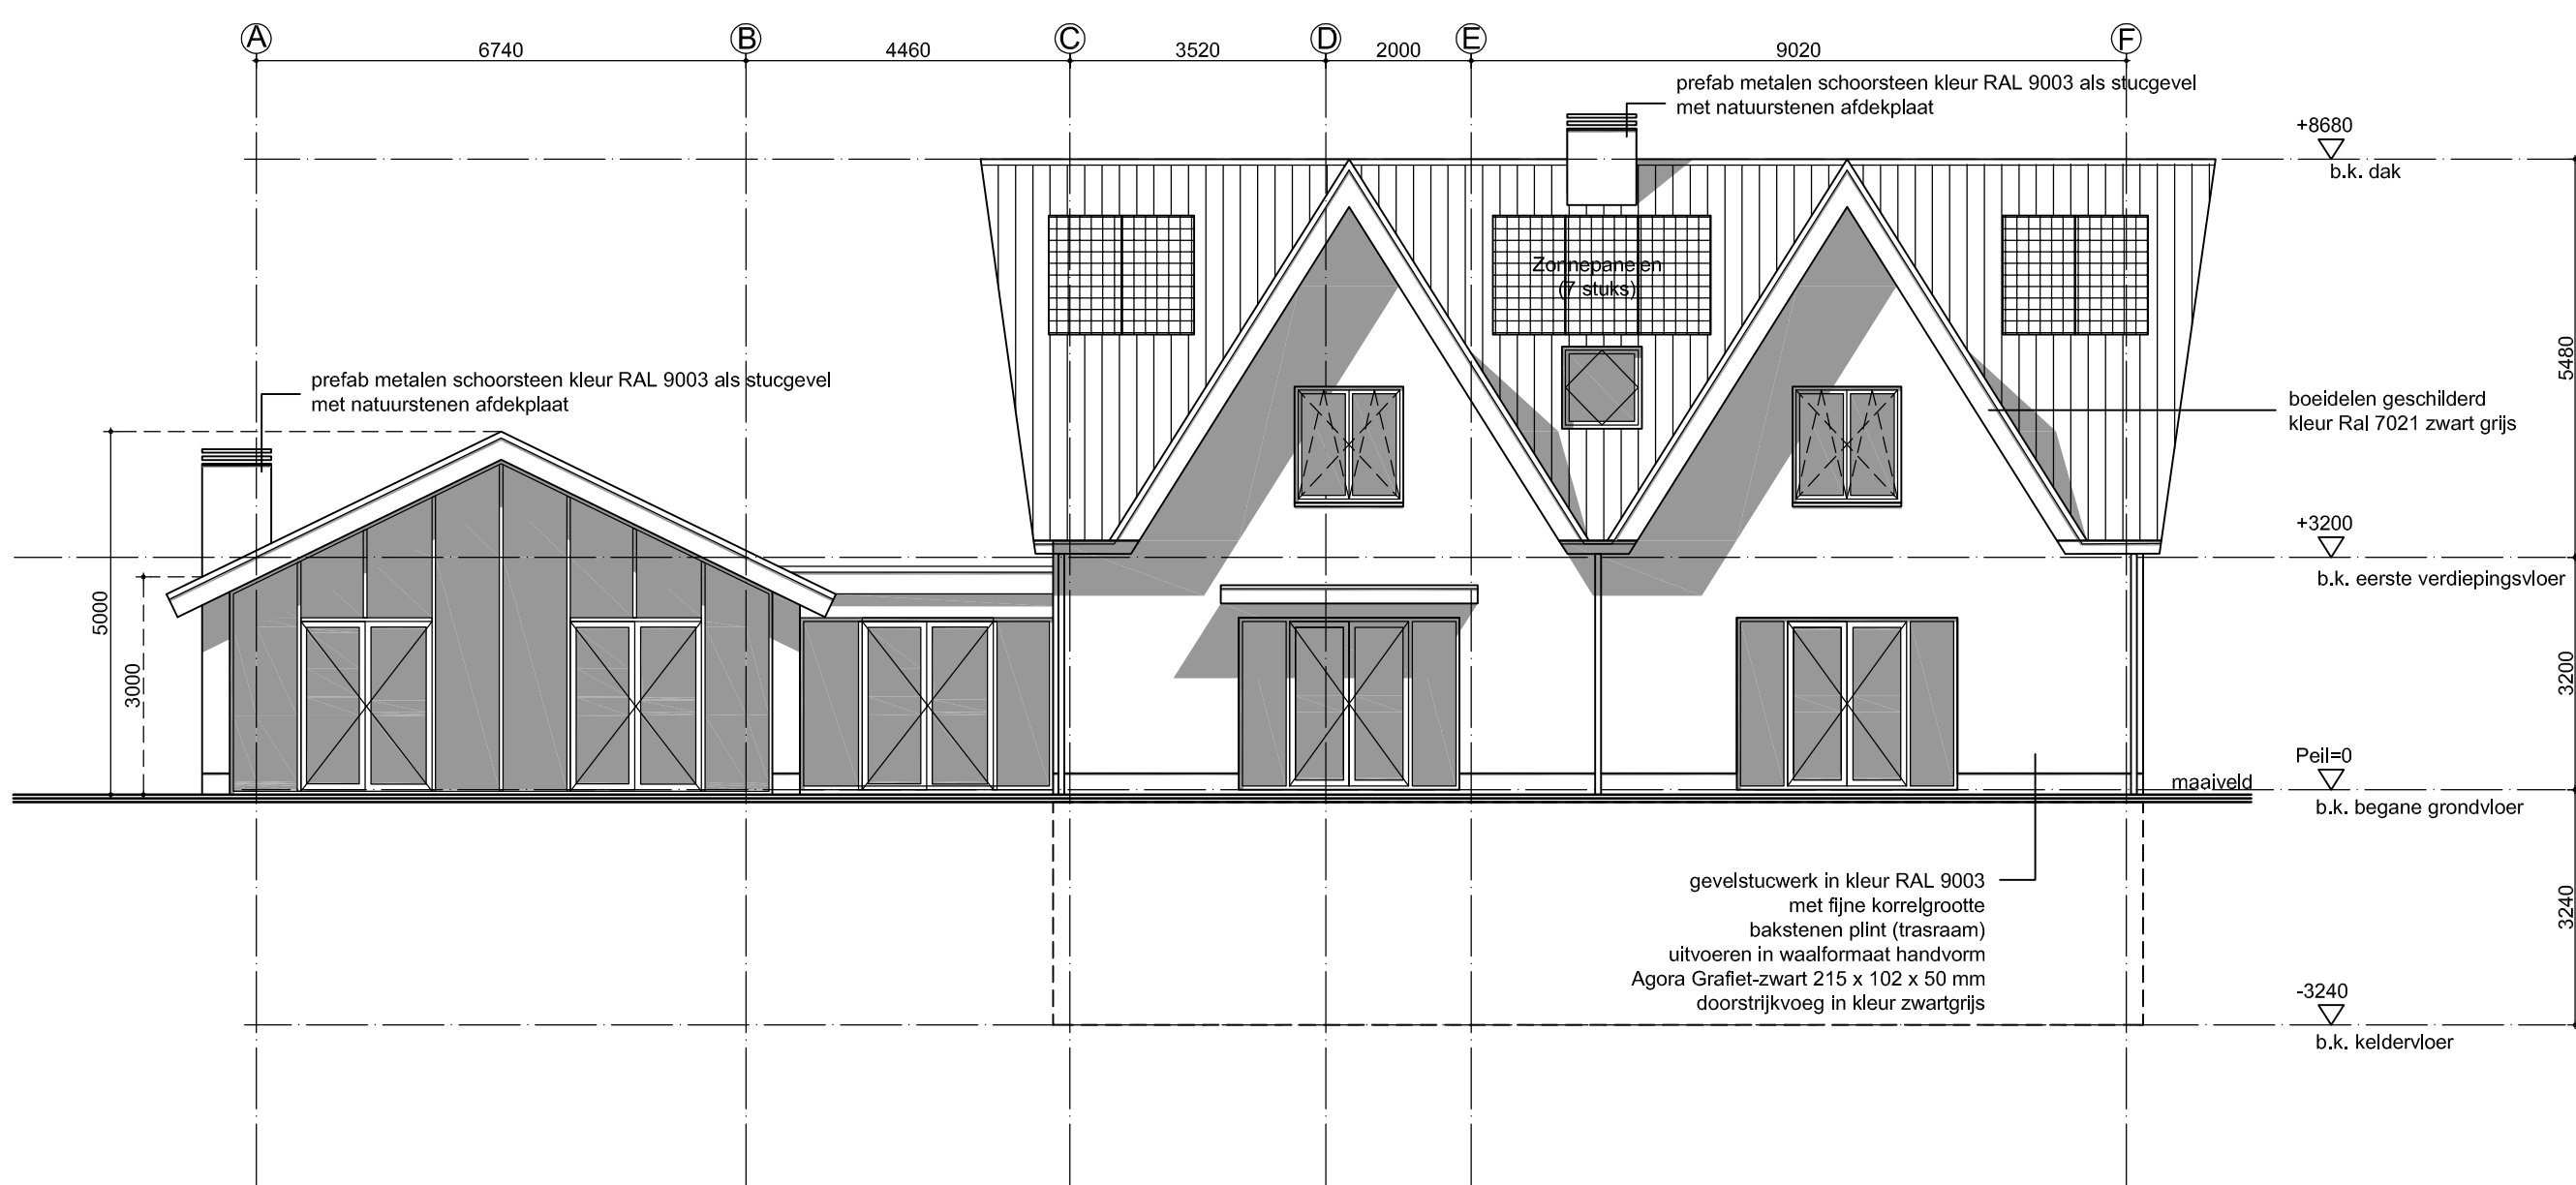 A B C D E F
6740 4460 3520 2000 9020
prefab metalen schoorsteen kleur RAL 9003 als stucgevel
met natuurstenen afdekplaat
+8680
b.k. dak
Zonnepanelen
(7 stuks)
5480
prefab metalen schoorsteen kleur RAL 9003 als stucgevel
met natuurstenen afdekplaat
boeidelen geschilderd
kleur Ral 7021 zwart grijs
+3200
b.k. eerste verdiepingsvloer
5000
3000
3200
Peil=0
maaiveld
b.k. begane grondvloer
gevelstucwerk in kleur RAL 9003
met fijne korrelgrootte
bakstenen plint (trasraam)
uitvoeren in waalformaat handvorm
Agora Grafiet-zwart 215 x 102 x 50 mm
doorstrijkvoeg in kleur zwartgrijs
3240
-3240
b.k. keldervloer